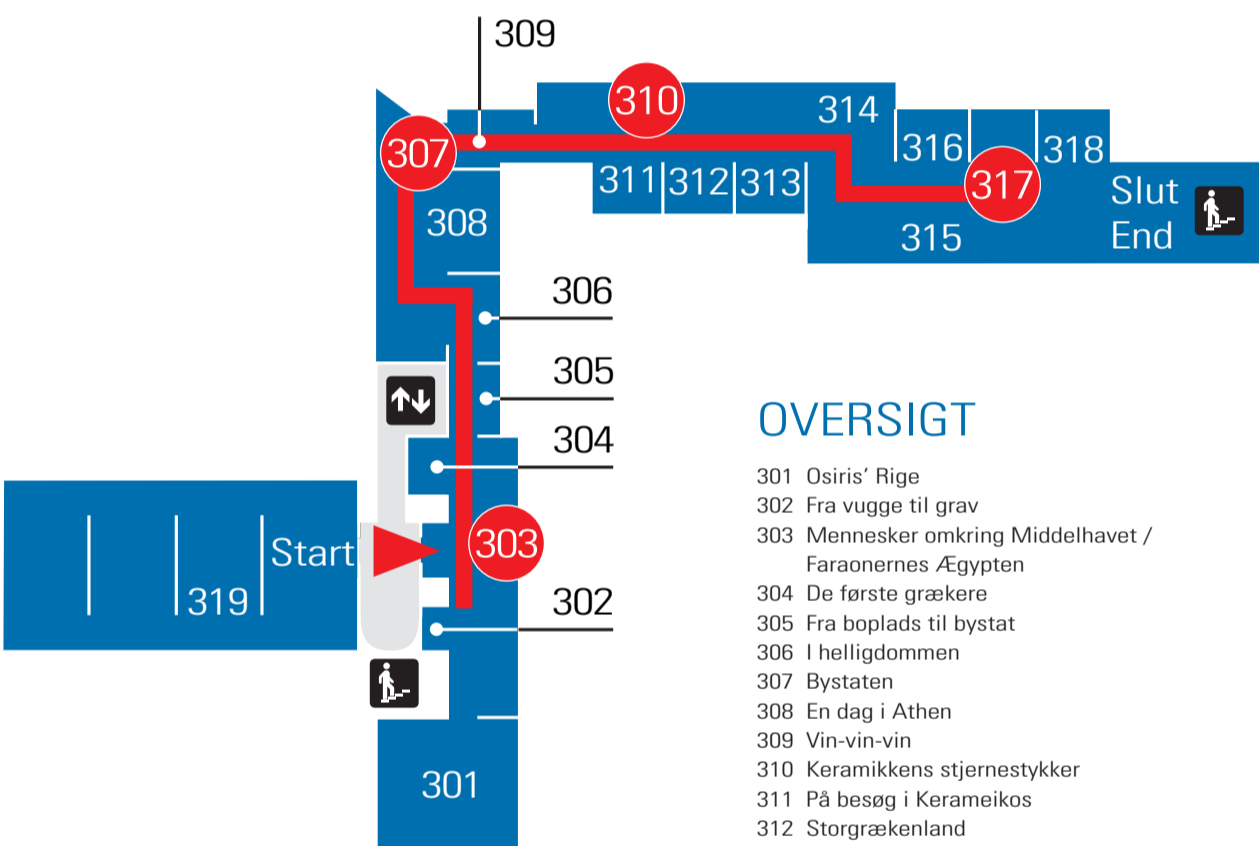 309
310
314
307
316
318
317
311
312
313
Slut
End
308
315
306
305
304
Start
303
319
302
301
OVERSIGT
301 Osiris’ Rige
302 Fra vugge til grav
303 Mennesker omkring Middelhavet /
Faraonernes Ægypten
304 De første grækere
305 Fra boplads til bystat
306 I helligdommen
307 Bystaten
308 En dag i Athen
309 Vin-vin-vin
310 Keramikkens stjernestykker
311 På besøg i Kerameikos
312 Storgrækenland